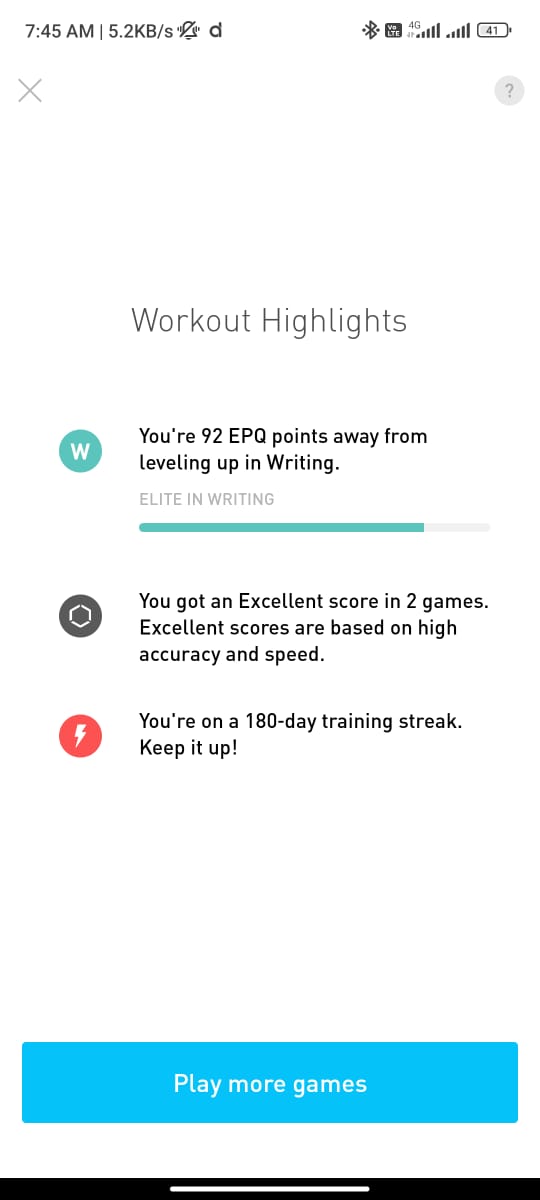 7:45 AM | 5.2KB/s d Vo LTE 4G 41
?
Workout Highlights
W
You're 92 EPQ points away from
leveling up in Writing.
ELITE IN WRITING
You got an Excellent score in 2 games.
Excellent scores are based on high
accuracy and speed.
You're on a 180-day training streak.
Keep it up!
Play more games